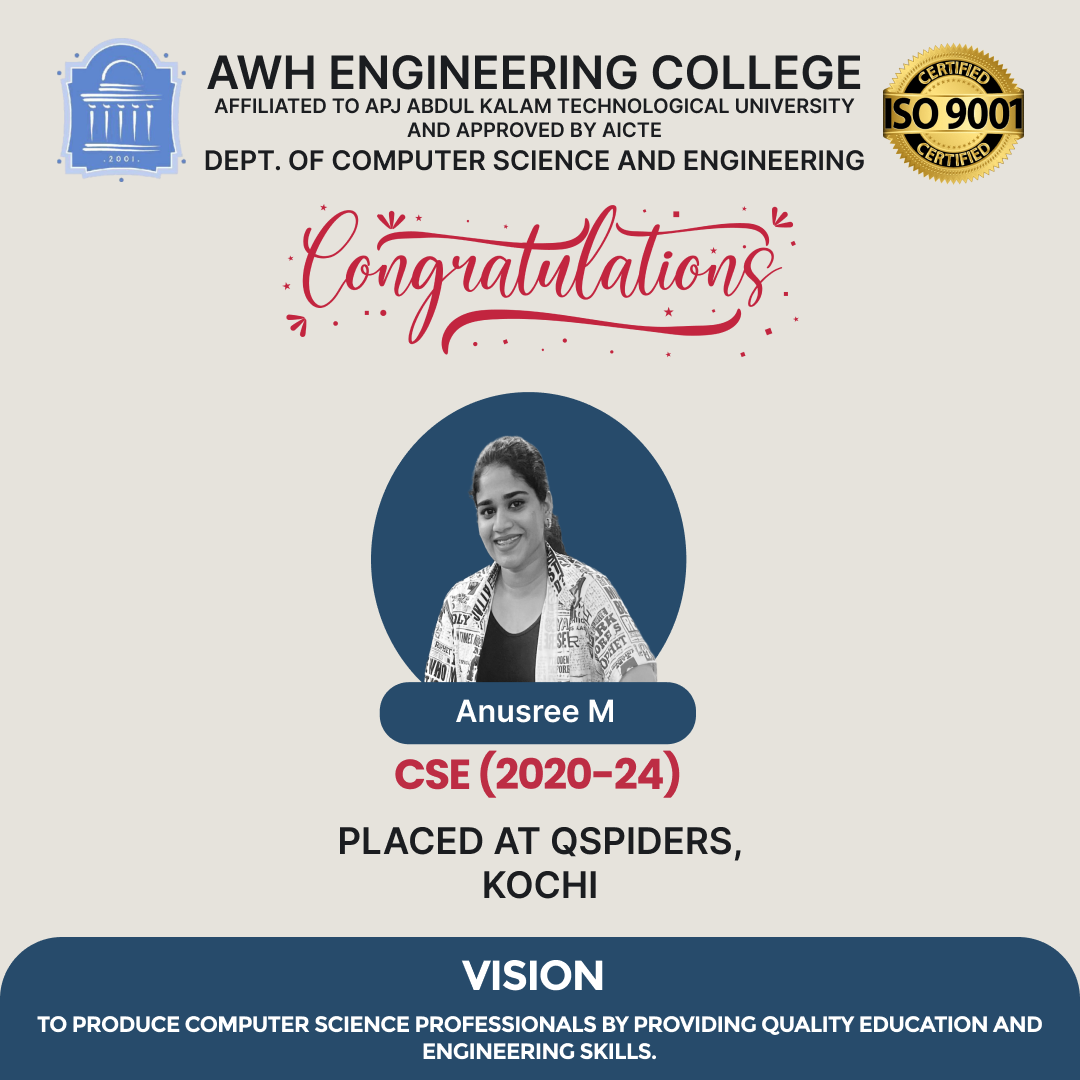 AWH ENGINEERING COLLEGE
AFFILIATED TO APJ ABDUL KALAM TECHNOLOGICAL UNIVERSITY
AND APPROVED BY AICTE
DEPT. OF COMPUTER SCIENCE AND ENGINEERING
.2001.
CERTIFIED
ISO 9001
CERTIFIED
Congratulations
Anusree M
CSE (2020-24)
PLACED AT QSPIDERS,
KOCHI
VISION
TO PRODUCE COMPUTER SCIENCE PROFESSIONALS BY PROVIDING QUALITY EDUCATION AND
ENGINEERING SKILLS.